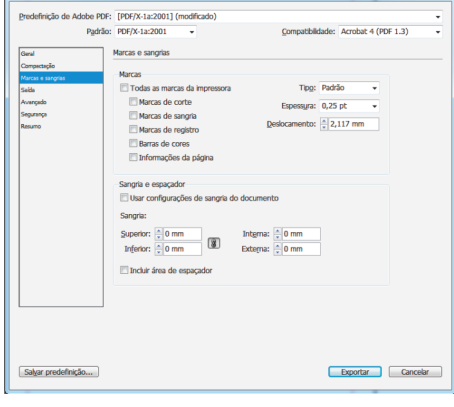 Predefinição de Adobe PDF: [PDF/X-1a:2001] (modificado)
Padrão: PDF/X-1a:2001 Compatibilidade: Acrobat 4 (PDF 1.3)
Geral
Compactação
Marcas e sangrias
Saída
Avançado
Segurança
Resumo
Marcas e sangrias
Marcas
Todas as marcas da impressora
Marcas de corte
Marcas de sangria
Marcas de registro
Barras de cores
Informações da página
Tipo: Padrão
Espessura: 0,25 pt
Deslocamento: 2,117 mm
Sangria e espaçador
Usar configurações de sangria do documento
Sangria:
Superior: 0 mm Interna: 0 mm
Inferior: 0 mm Externa: 0 mm
Incluir área de espaçador
Salvar predefinição... Exportar Cancelar